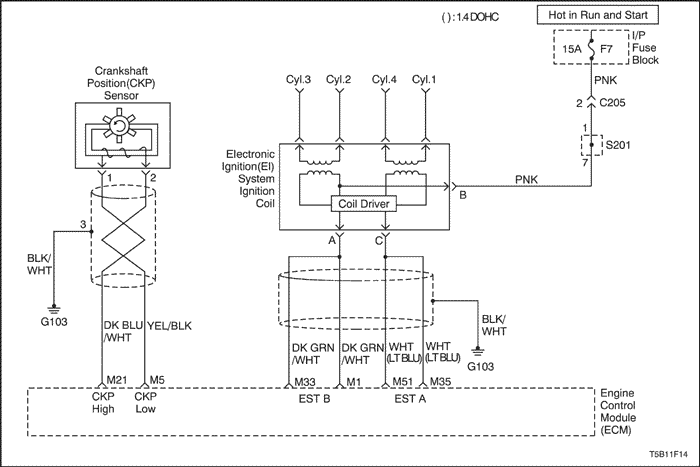 ( ) : 1.4 DOHC
Hot in Run and Start
15A F7
I/P
Fuse
Block
PNK
2 C205
1
S201
7
PNK
Crankshaft
Position(CKP)
Sensor
1 2
3
BLK/
WHT
G103
DK BLU
/WHT
YEL/BLK
Cyl.3 Cyl.2 Cyl.4 Cyl.1
Electronic
Ignition(EI)
System
Ignition
Coil
Coil Driver
B
A C
DK GRN
/WHT
DK GRN
/WHT
WHT
(LT BLU)
WHT
(LT BLU)
BLK/
WHT
G103
M21 M5 M33 M1 M51 M35
CKP
High
CKP
Low
EST B EST A
Engine
Control
Module
(ECM)
T5B11F14